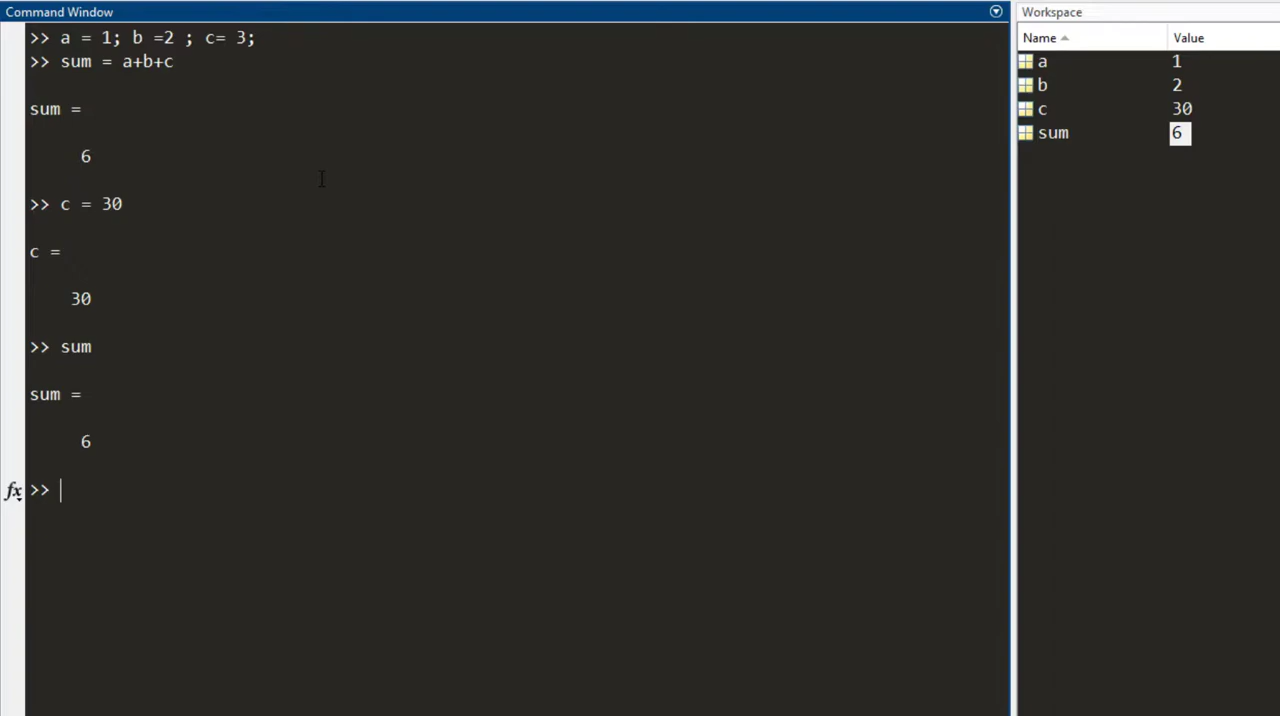 Command Window
>> a = 1; b =2 ; c= 3;
>> sum = a+b+c
sum =
6
>> c = 30
c =
30
>> sum
sum =
6
fx >>
Workspace
Name Value
a 1
b 2
c 30
sum 6